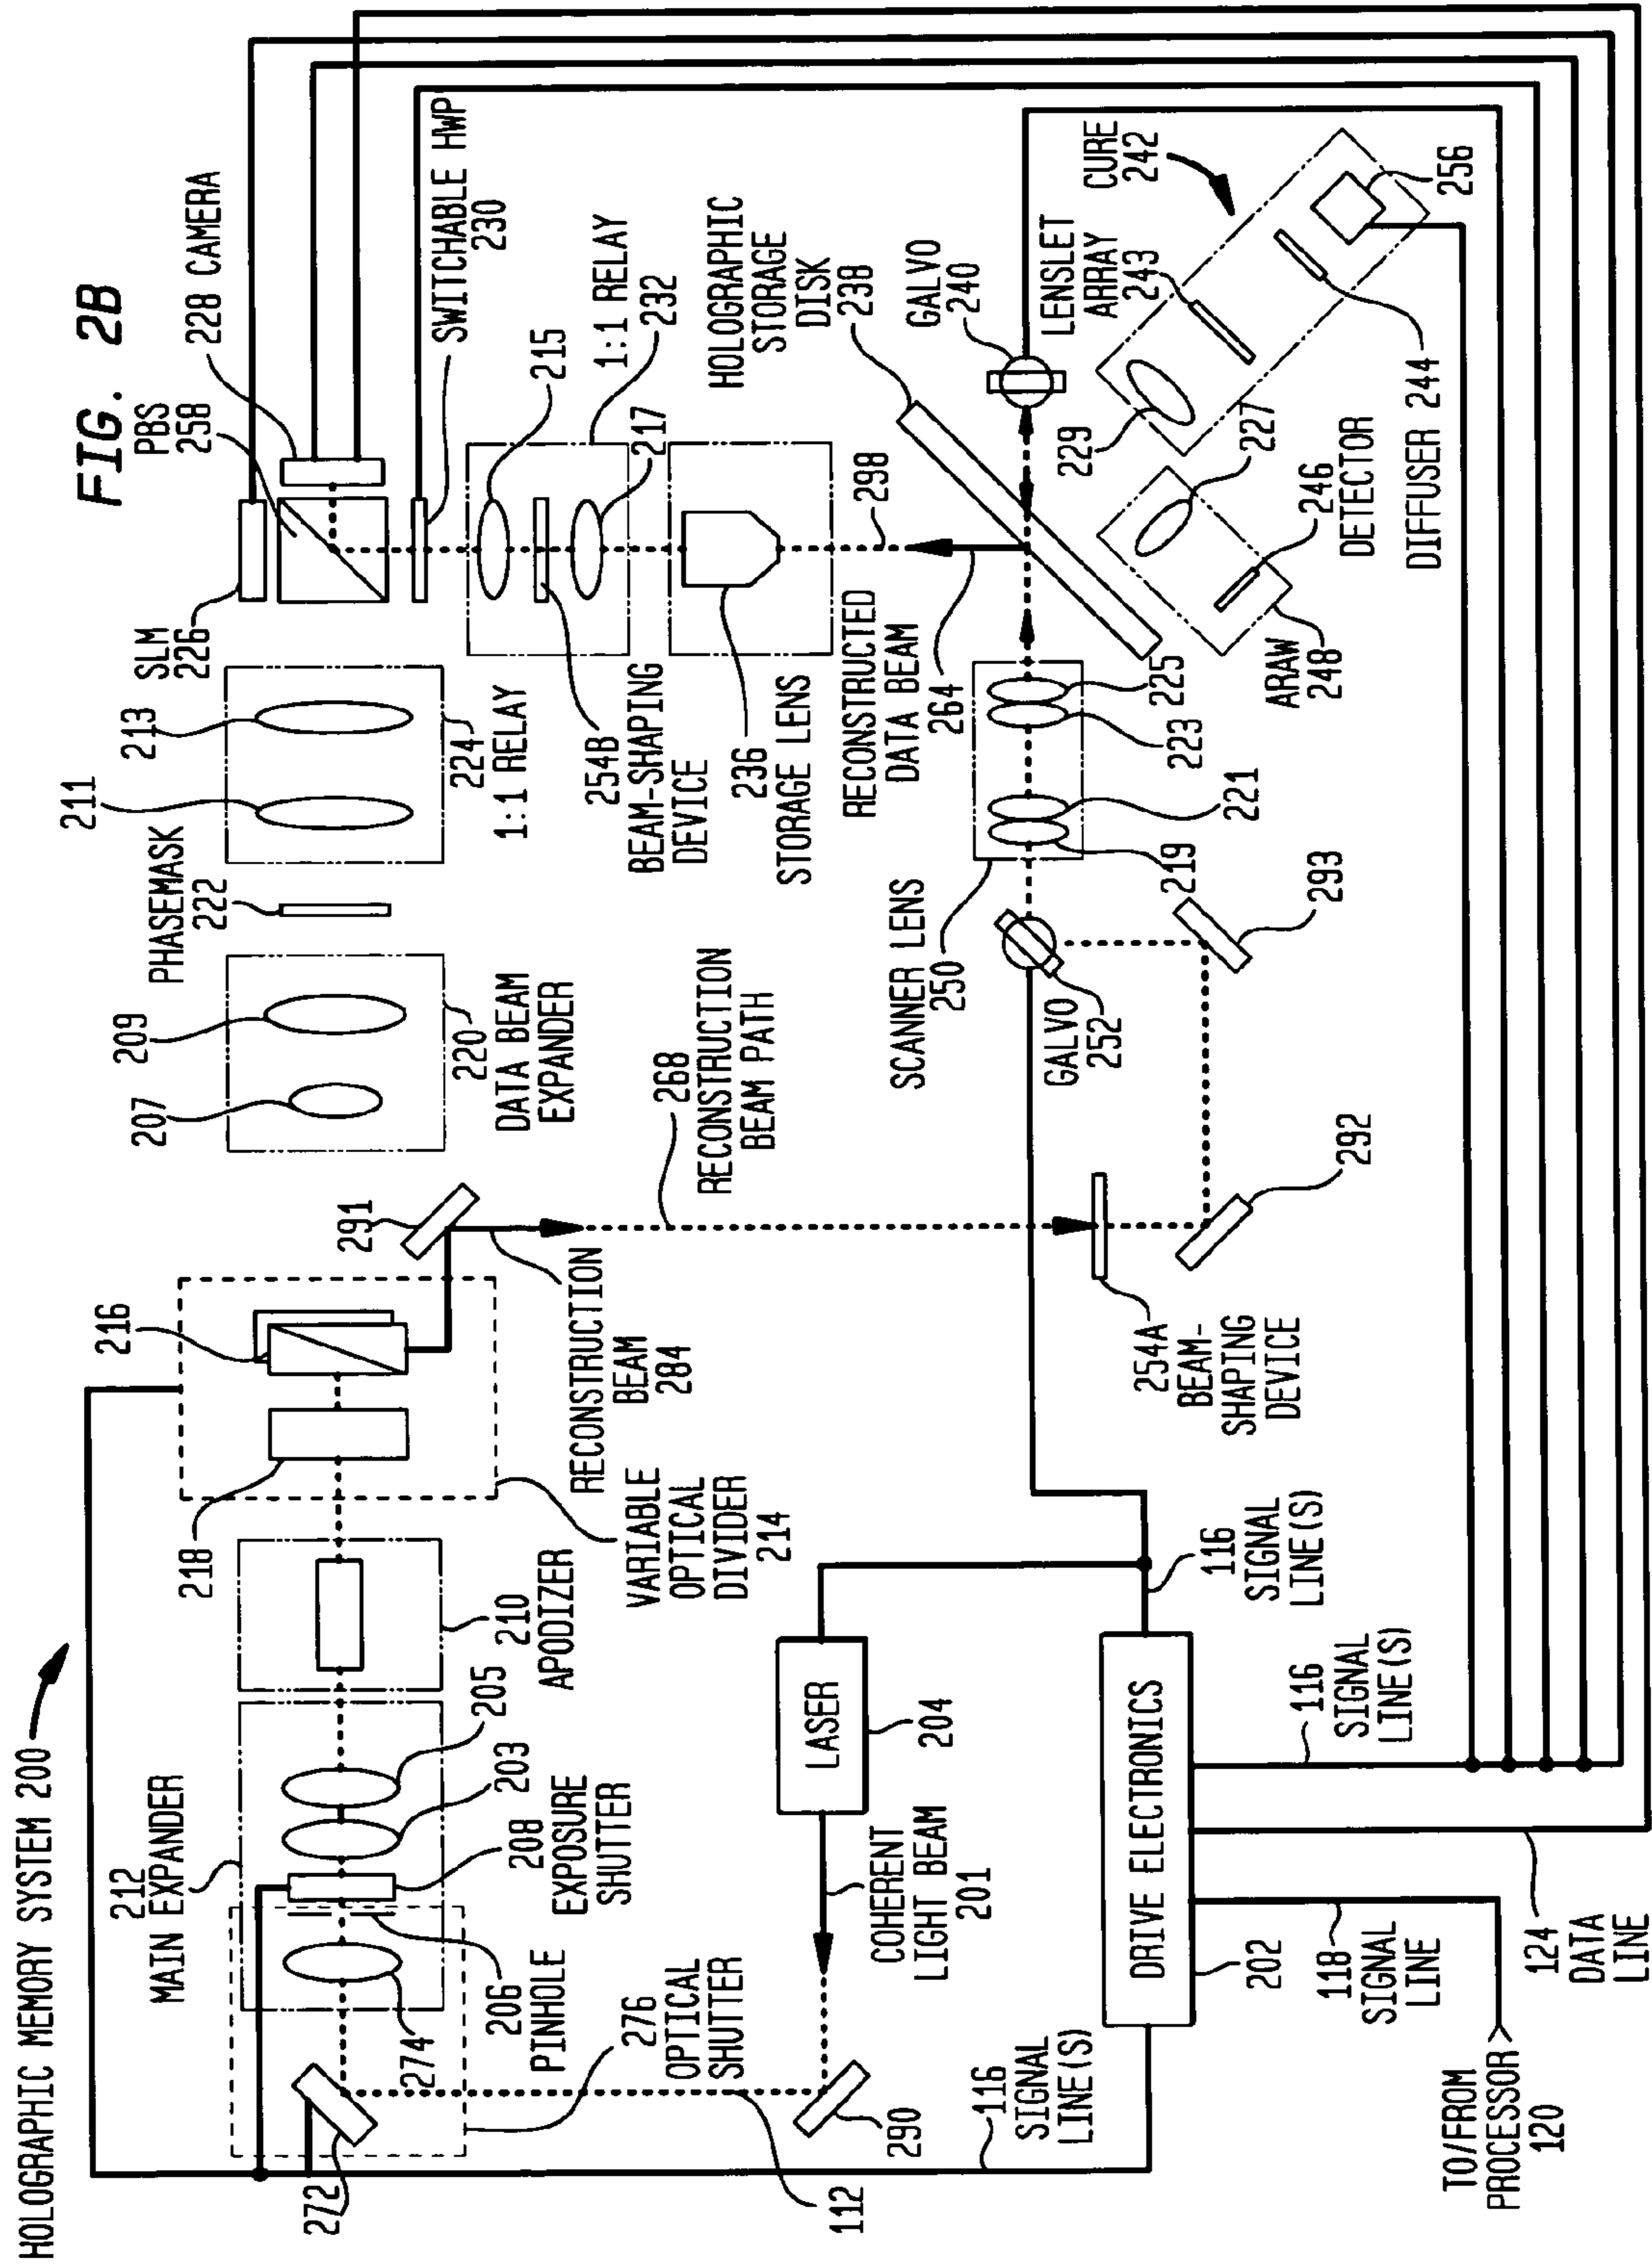 HOLOGRAPHIC MEMORY SYSTEM 200
FIG. 2B
212
MAIN EXPANDER
272
274
206
PINHOLE
208
EXPOSURE
SHUTTER
203
205
276
OPTICAL
SHUTTER
112
290
210
APODIZER
218
216
VARIABLE
OPTICAL
DIVIDER
214
291
RECONSTRUCTION
BEAM
284
268
RECONSTRUCTION
BEAM PATH
207
209
220
DATA BEAM
EXPANDER
PHASEMASK
222
211
213
224
1:1 RELAY
SLM
226
PBS
258
228 CAMERA
SWITCHABLE HWP
230
215
1:1 RELAY
232
217
254B
BEAM-SHAPING
DEVICE
236
STORAGE LENS
HOLOGRAPHIC
STORAGE
DISK
238
298
RECONSTRUCTED
DATA BEAM
264
GALVO
240
LENSLET
ARRAY
243
CURE
242
256
229
227
246
DETECTOR
DIFFUSER 244
ARAW
248
225
223
221
219
SCANNER LENS
250
GALVO
252
293
292
254A
BEAM-
SHAPING
DEVICE
LASER
204
COHERENT
LIGHT BEAM
201
DRIVE ELECTRONICS
202
116
SIGNAL
LINE(S)
116
SIGNAL
LINE(S)
116
SIGNAL
LINE(S)
118
SIGNAL
LINE
124
DATA
LINE
TO/FROM
PROCESSOR
120